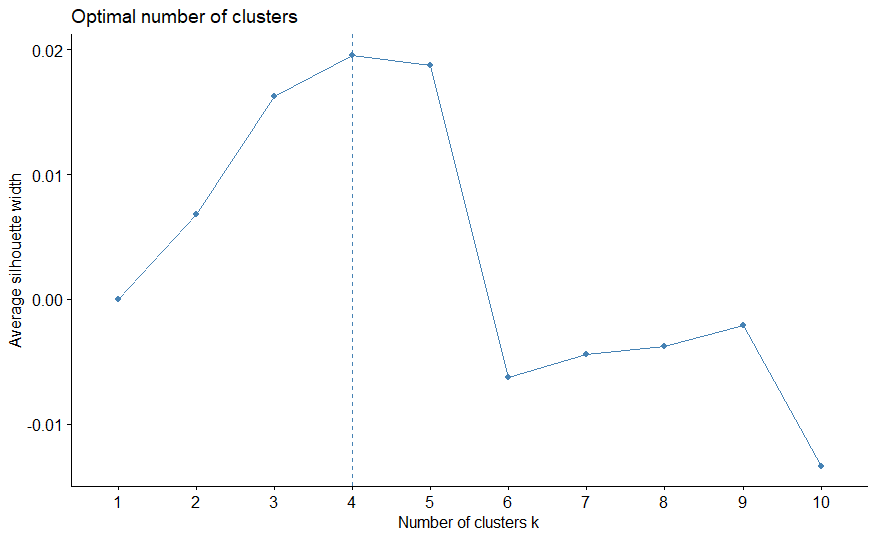 Optimal number of clusters
Average silhouette width
0.02
0.01
0.00
-0.01
1 2 3 4 5 6 7 8 9 10
Number of clusters k